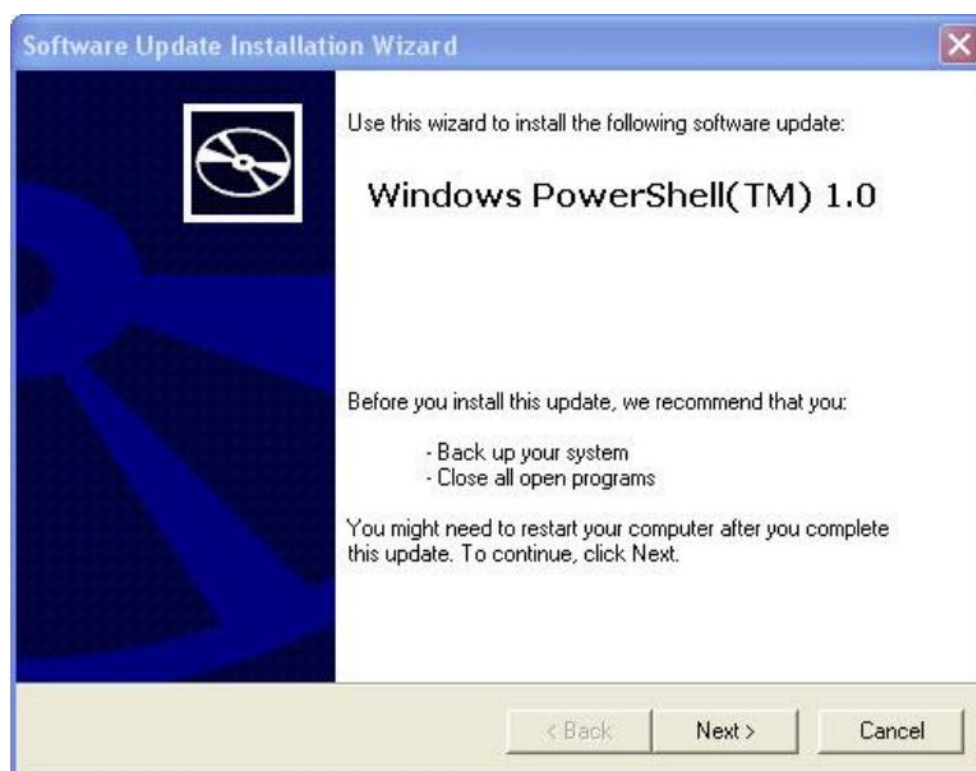 Software Update Installation Wizard
Use this wizard to install the following software update:
Windows PowerShell(TM) 1.0
Before you install this update, we recommend that you:
- Back up your system
- Close all open programs
You might need to restart your computer after you complete
this update. To continue, click Next.
< Back
Next >
Cancel